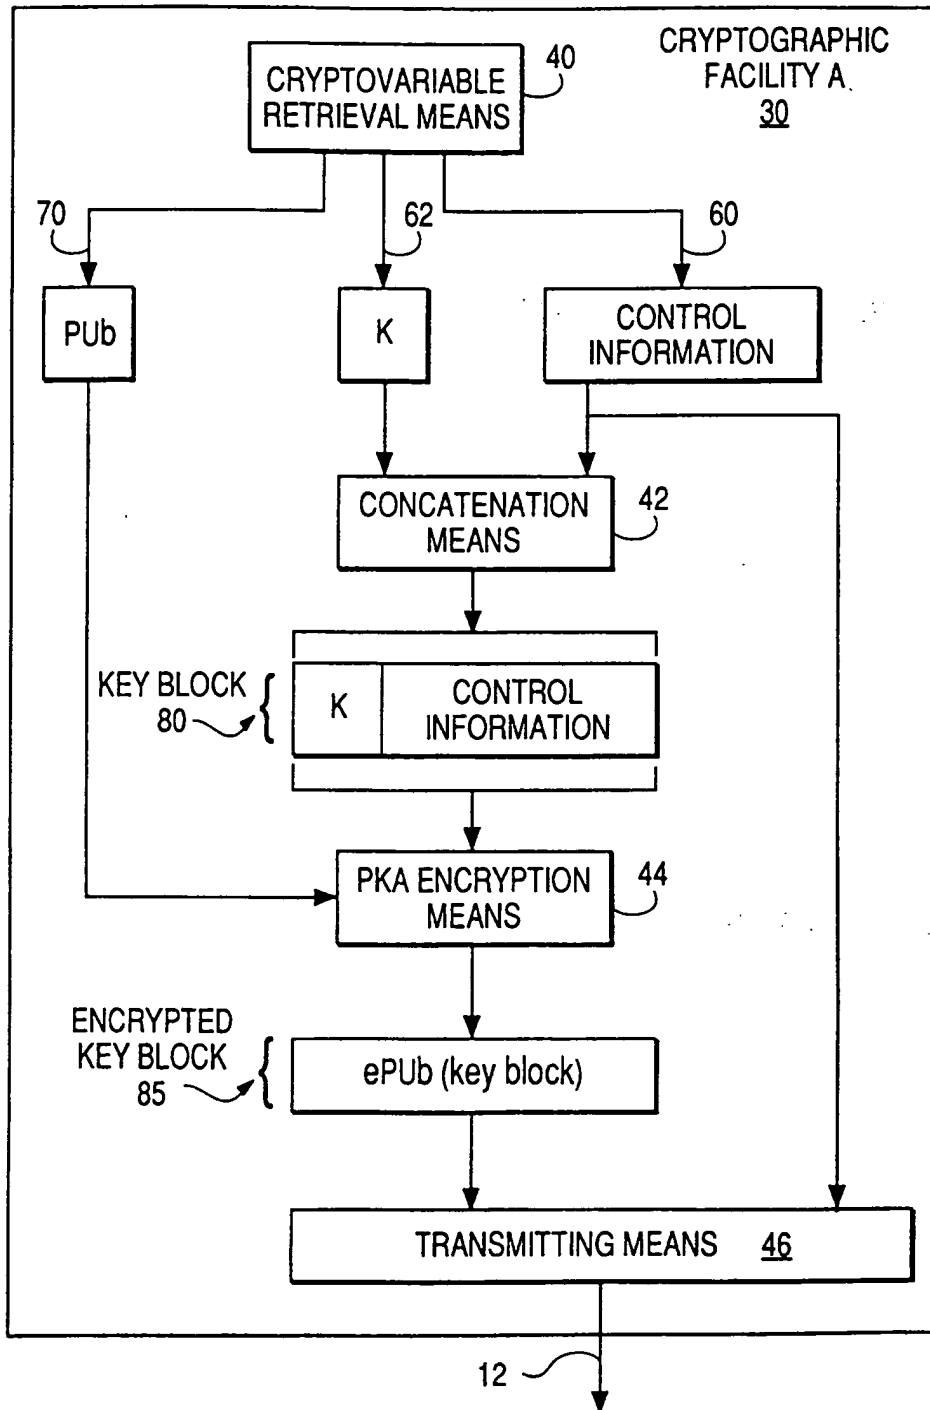 CRYPTOGRAPHIC
FACILITY A
30
CRYPTOVARIABLE
RETRIEVAL MEANS
40
70
62
60
PUb
K
CONTROL
INFORMATION
CONCATENATION
MEANS
42
KEY BLOCK
80
K
CONTROL
INFORMATION
PKA ENCRYPTION
MEANS
44
ENCRYPTED
KEY BLOCK
85
ePUb (key block)
TRANSMITTING MEANS 46
12